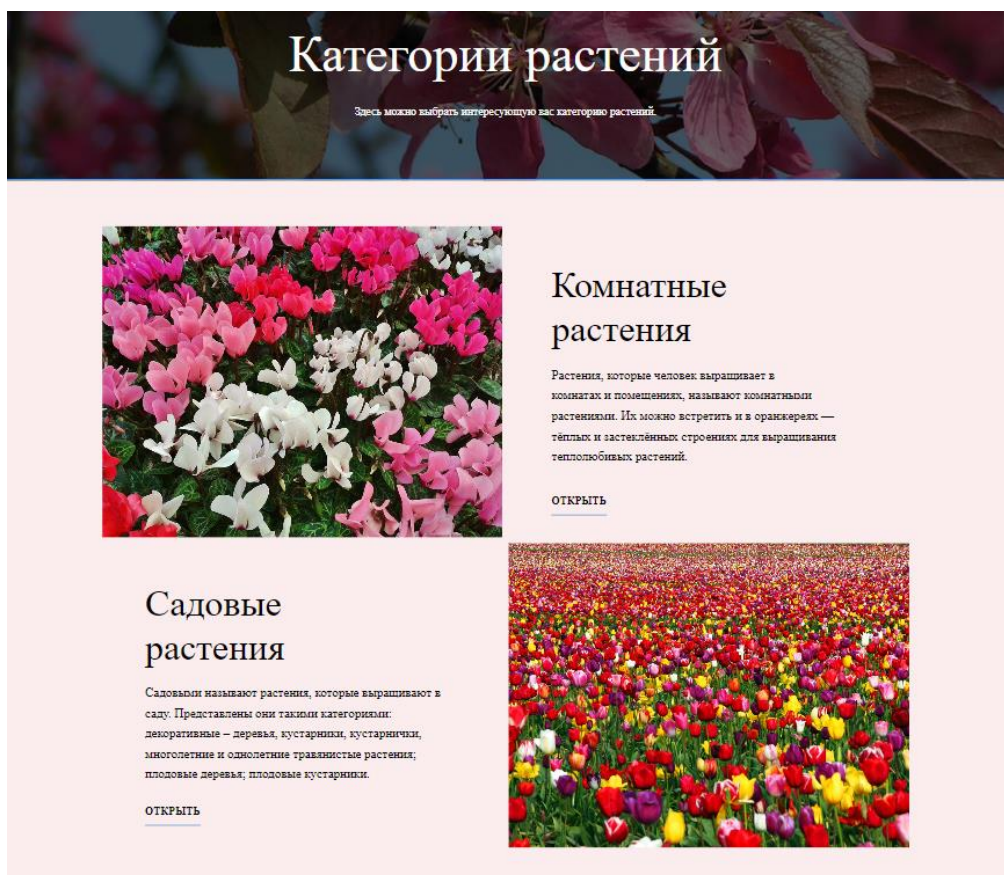 Категории растений
Здесь можно выбрать интересующую вас категорию растений.
Комнатные
растения
Растения, которые человек выращивает в
комнатах и помещениях, называют комнатными
растениями. Их можно встретить и в оранжереях —
тёплых и застеклённых строениях для выращивания
теплолюбивых растений.
ОТКРЫТЬ
Садовые
растения
Садовыми называют растения, которые выращивают в
саду. Представлены они такими категориями:
декоративные – деревья, кустарники, кустарнички,
многолетние и однолетние травянистые растения;
плодовые деревья; плодовые кустарники.
ОТКРЫТЬ